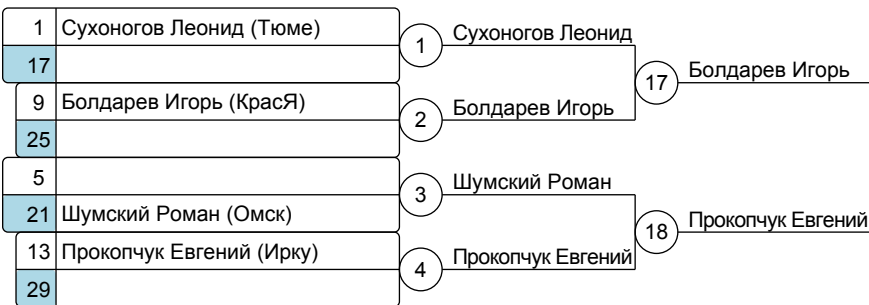 1 Сухоногов Леонид (Тюме)
17
9 Болдарев Игорь (КрасЯ)
25
5
21 Шумский Роман (Омск)
13 Прокопчук Евгений (Ирку)
29
1 Сухоногов Леонид
2 Болдарев Игорь
3 Шумский Роман
4 Прокопчук Евгений
17 Болдарев Игорь
18 Прокопчук Евгений